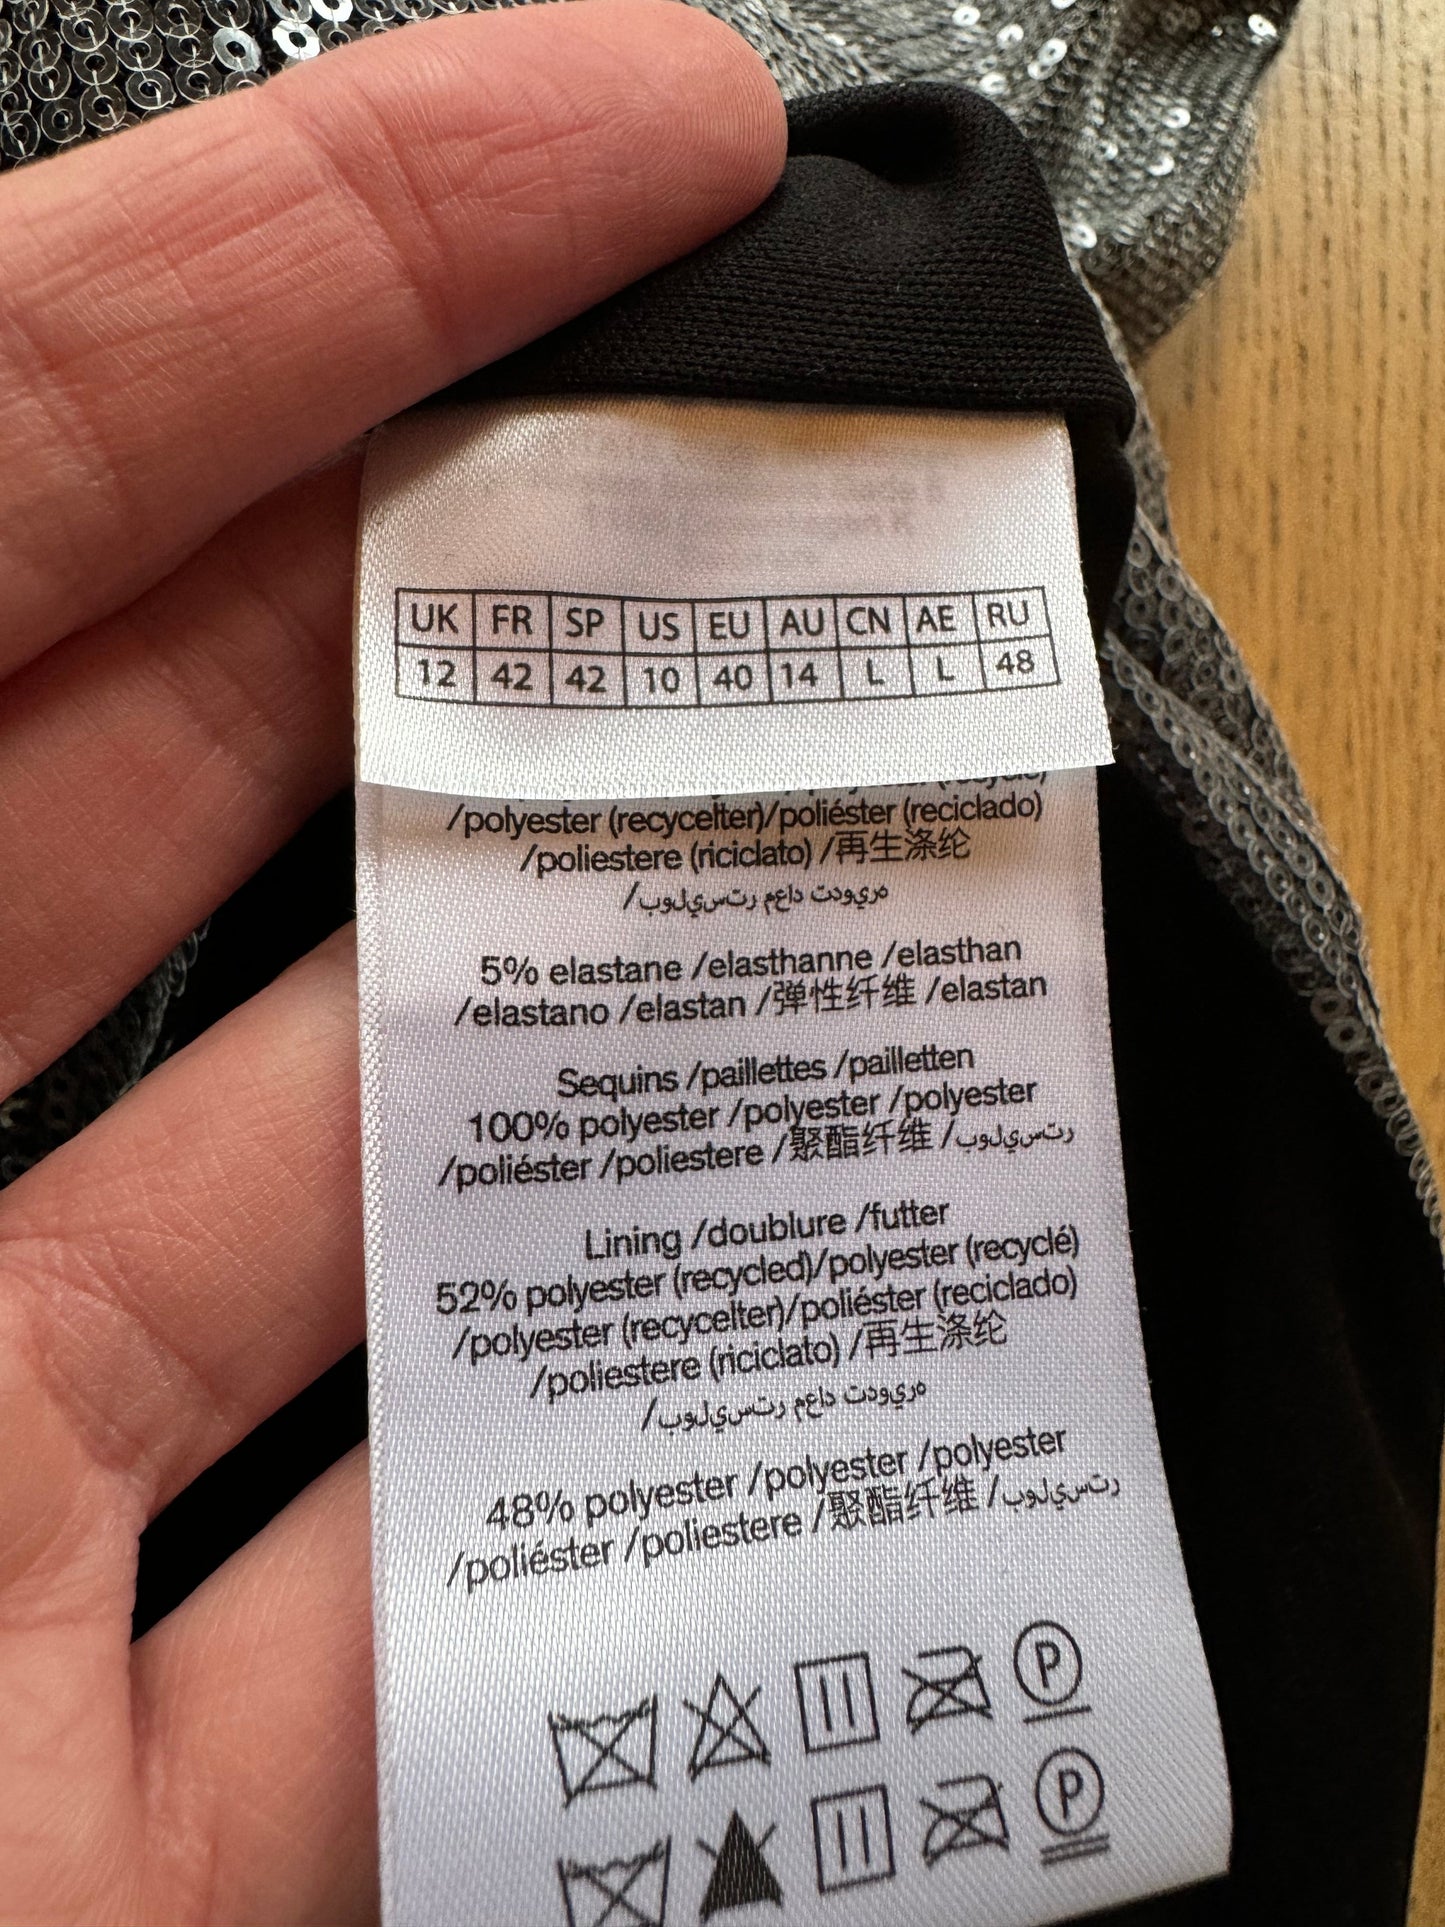 UK FR SP US EU AU CN AE RU
12 42 42 10 40 14 L L 48
/polyester (recycelter)/poliéster (reciclado)
/poliestere (riciclato) /再生涤纶
5% elastane /elasthanne /elasthan
/elastano /elastan /弹性纤维 /elastan
Sequins /paillettes /pailletten
100% polyester /polyester /polyester
/poliéster /poliestere /聚酯纤维 /بوليستر
Lining /doublure /futter
52% polyester (recycled)/polyester (recyclé)
/polyester (recycelter)/poliéster (reciclado)
/poliestere (riciclato) /再生涤纶
48% polyester /polyester /polyester
/poliéster /poliestere /聚酯纤维 /بوليستر
P
P